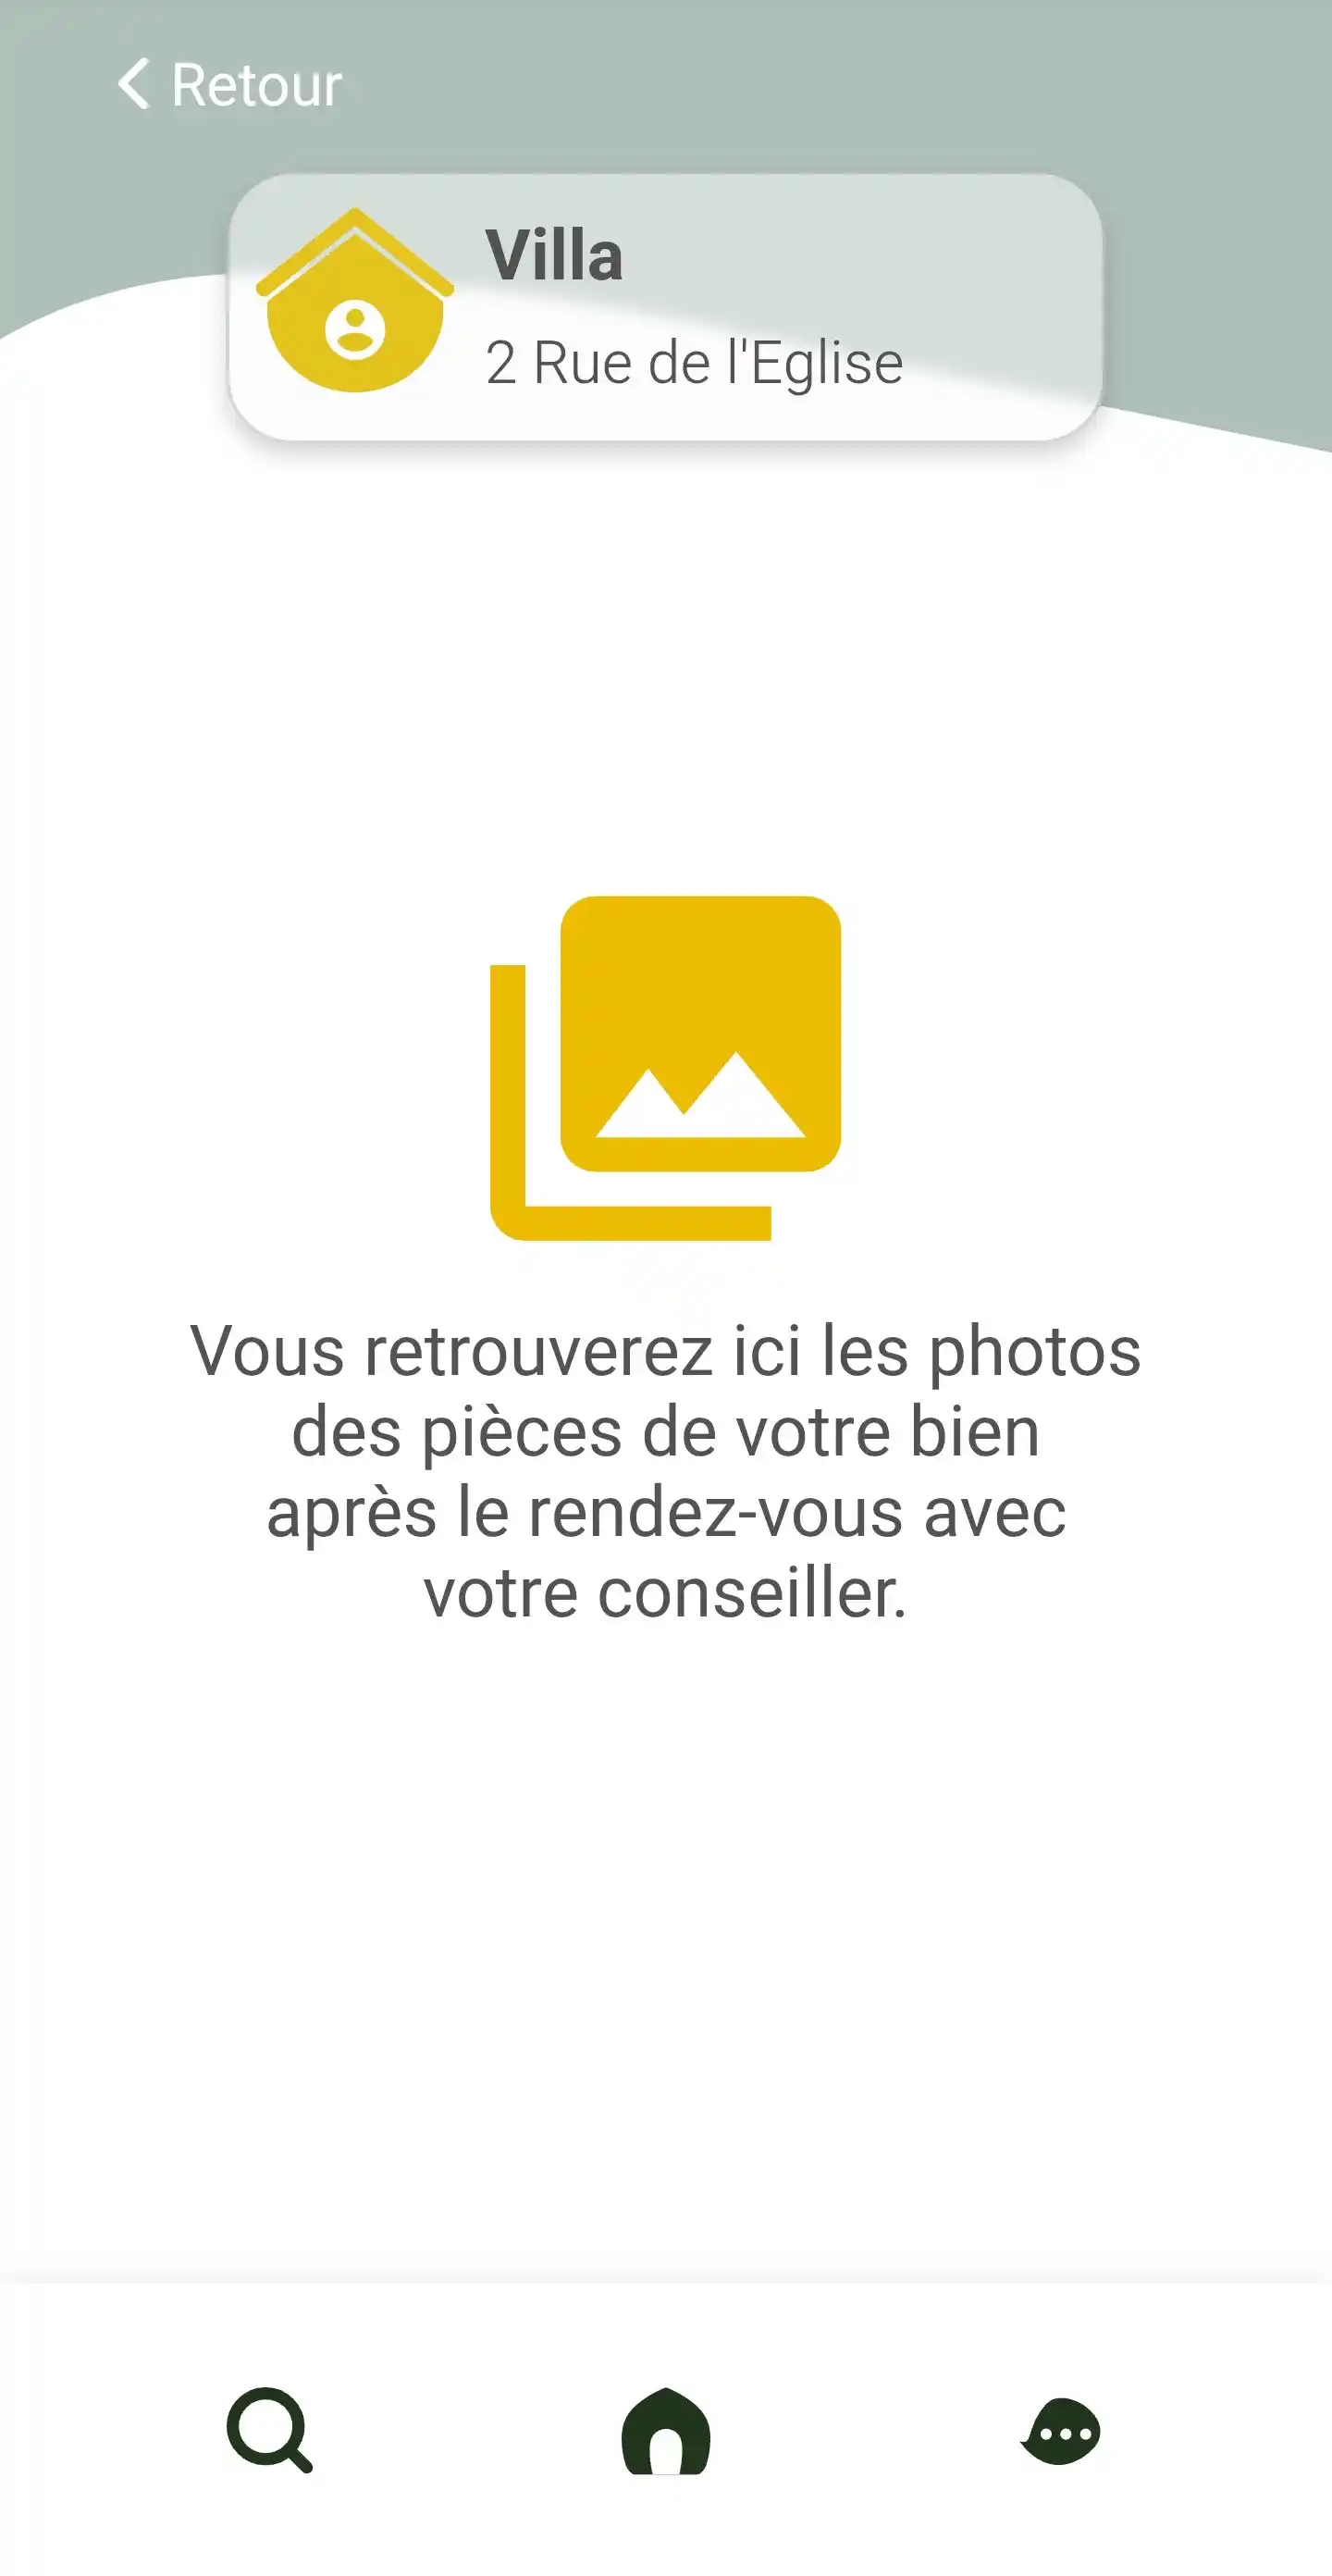 Retour
Villa
2 Rue de l'Eglise
Vous retrouverez ici les photos
des pièces de votre bien
après le rendez-vous avec
votre conseiller.